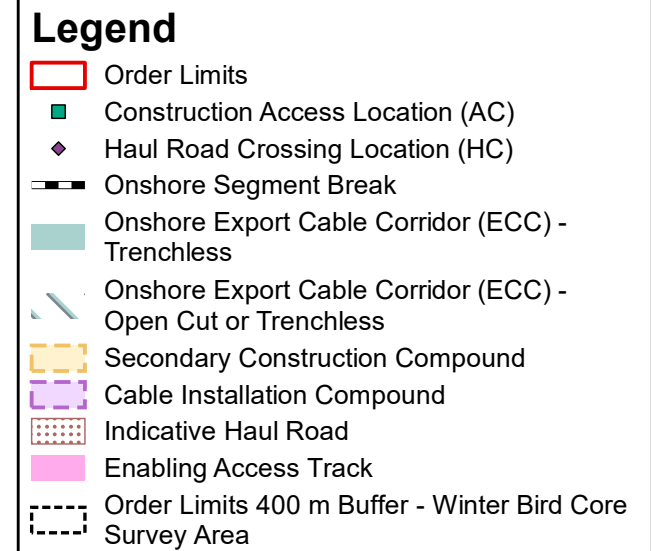 Legend
Order Limits
Construction Access Location (AC)
Haul Road Crossing Location (HC)
Onshore Segment Break
Onshore Export Cable Corridor (ECC) -
Trenchless
Onshore Export Cable Corridor (ECC) -
Open Cut or Trenchless
Secondary Construction Compound
Cable Installation Compound
Indicative Haul Road
Enabling Access Track
Order Limits 400 m Buffer - Winter Bird Core
Survey Area